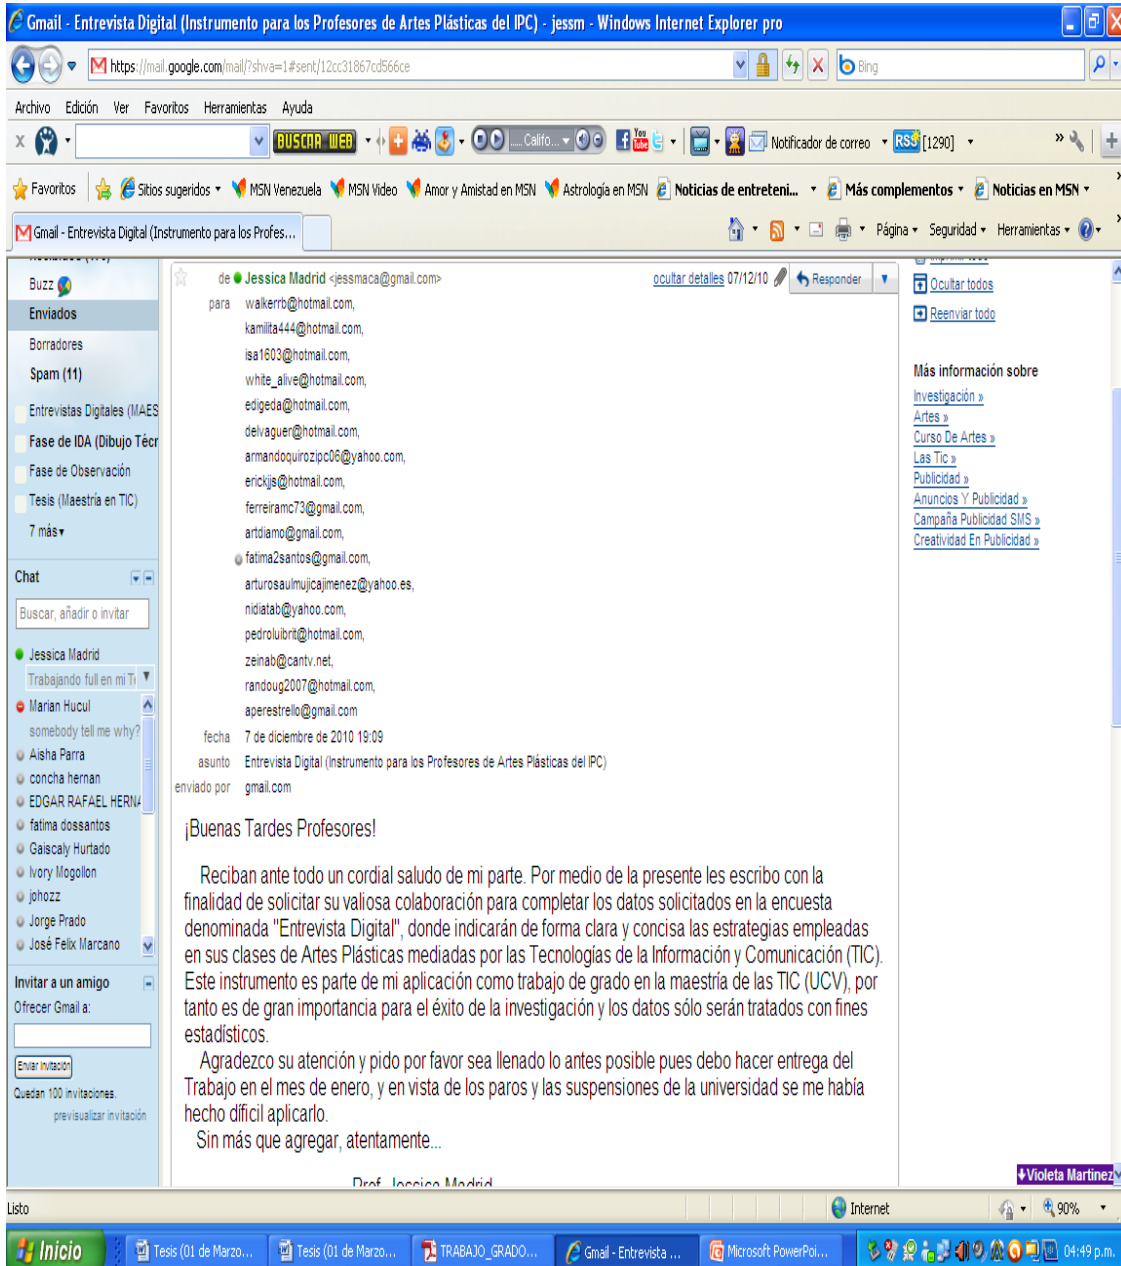 Gmail - Entrevista Digital (Instrumento para los Profesores de Artes Plásticas del IPC) - jessm - Windows Internet Explorer pro
https://mail.google.com/mail/?shva=1#sent/12cc31867cd566ce
Bing
Archivo Edición Ver Favoritos Herramientas Ayuda
x BUSCAR WEB Califo... You Tube Notificador de correo RSS [1290] »
Favoritos Sitios sugeridos MSN Venezuela MSN Video Amor y Amistad en MSN Astrología en MSN Noticias de entreteni... Más complementos Noticias en MSN
Gmail - Entrevista Digital (Instrumento para los Profes... Página Seguridad Herramientas
Buzz
Enviados
Borradores
Spam (11)
Entrevistas Digitales (MAES
Fase de IDA (Dibujo Técr
Fase de Observación
Tesis (Maestría en TIC)
7 más▾
Chat
Buscar, añadir o invitar
Jessica Madrid
Trabajando full en mi T
Marian Hucul
somebody tell me why?
Aisha Parra
concha hernan
EDGAR RAFAEL HERNA
fatima dossantos
Gaiscaly Hurtado
Ivory Mogollon
johozz
Jorge Prado
José Felix Marcano
Invitar a un amigo
Ofrecer Gmail a:
Enviar invitación
Quedan 100 invitaciones.
previsualizar invitación
de Jessica Madrid <jessmaca@gmail.com> ocultar detalles 07/12/10 Responder
para walkerrb@hotmail.com,
kamilita444@hotmail.com,
isa1603@hotmail.com,
white_alive@hotmail.com,
edigeda@hotmail.com,
delvaguer@hotmail.com,
armandoquirozipc06@yahoo.com,
erickjjs@hotmail.com,
ferreiramc73@gmail.com,
artdiamo@gmail.com,
fatima2santos@gmail.com,
arturosaulmujicajimenez@yahoo.es,
nidiatab@yahoo.com,
pedroluibrit@hotmail.com,
zeinab@cantv.net,
randoug2007@hotmail.com,
aperestrello@gmail.com
fecha 7 de diciembre de 2010 19:09
asunto Entrevista Digital (Instrumento para los Profesores de Artes Plásticas del IPC)
enviado por gmail.com
¡Buenas Tardes Profesores!
Reciban ante todo un cordial saludo de mi parte. Por medio de la presente les escribo con la
finalidad de solicitar su valiosa colaboración para completar los datos solicitados en la encuesta
denominada "Entrevista Digital", donde indicarán de forma clara y concisa las estrategias empleadas
en sus clases de Artes Plásticas mediadas por las Tecnologías de la Información y Comunicación (TIC).
Este instrumento es parte de mi aplicación como trabajo de grado en la maestría de las TIC (UCV), por
tanto es de gran importancia para el éxito de la investigación y los datos sólo serán tratados con fines
estadísticos.
Agradezco su atención y pido por favor sea llenado lo antes posible pues debo hacer entrega del
Trabajo en el mes de enero, y en vista de los paros y las suspensiones de la universidad se me había
hecho díficil aplicarlo.
Sin más que agregar, atentamente...
Prof. Jessica Madrid
Ocultar todos
Reenviar todo
Más información sobre
Investigación »
Artes »
Curso De Artes »
Las Tic »
Publicidad »
Anuncios Y Publicidad »
Campaña Publicidad SMS »
Creatividad En Publicidad »
Violeta Martinez
Listo Internet 90%
Inicio Tesis (01 de Marzo... Tesis (01 de Marzo... TRABAJO_GRADO... Gmail - Entrevista ... Microsoft PowerPoi... 04:49 p.m.